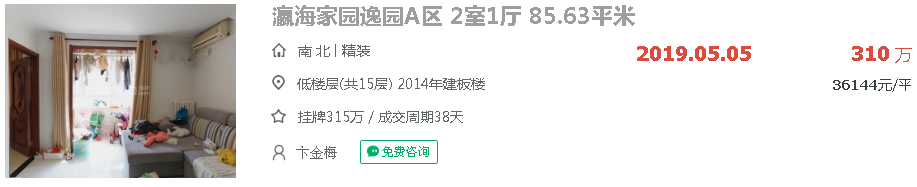 瀛海家园逸园A区 2室1厅 85.63平米
南 北 | 精装
2019.05.05
310 万
低楼层(共15层) 2014年建板楼
36144元/平
挂牌315万 / 成交周期38天
卞金梅
免费咨询